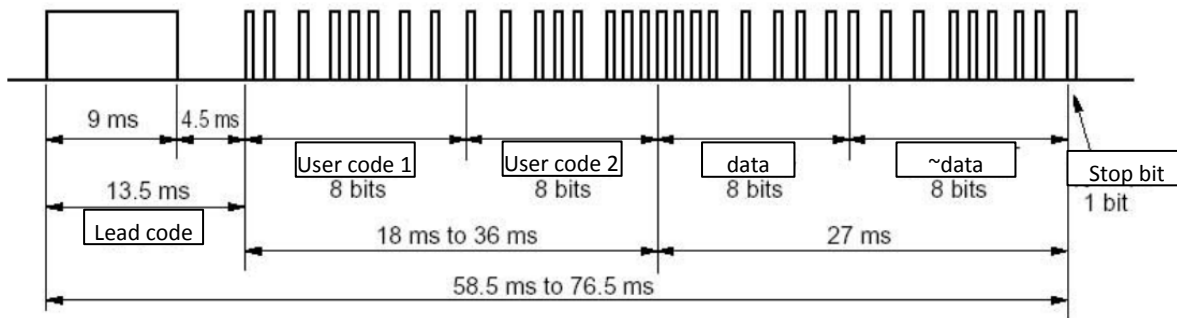 9 ms
4.5 ms
User code 1
User code 2
data
~data
Stop bit
8 bits
8 bits
8 bits
8 bits
1 bit
13.5 ms
Lead code
18 ms to 36 ms
27 ms
58.5 ms to 76.5 ms